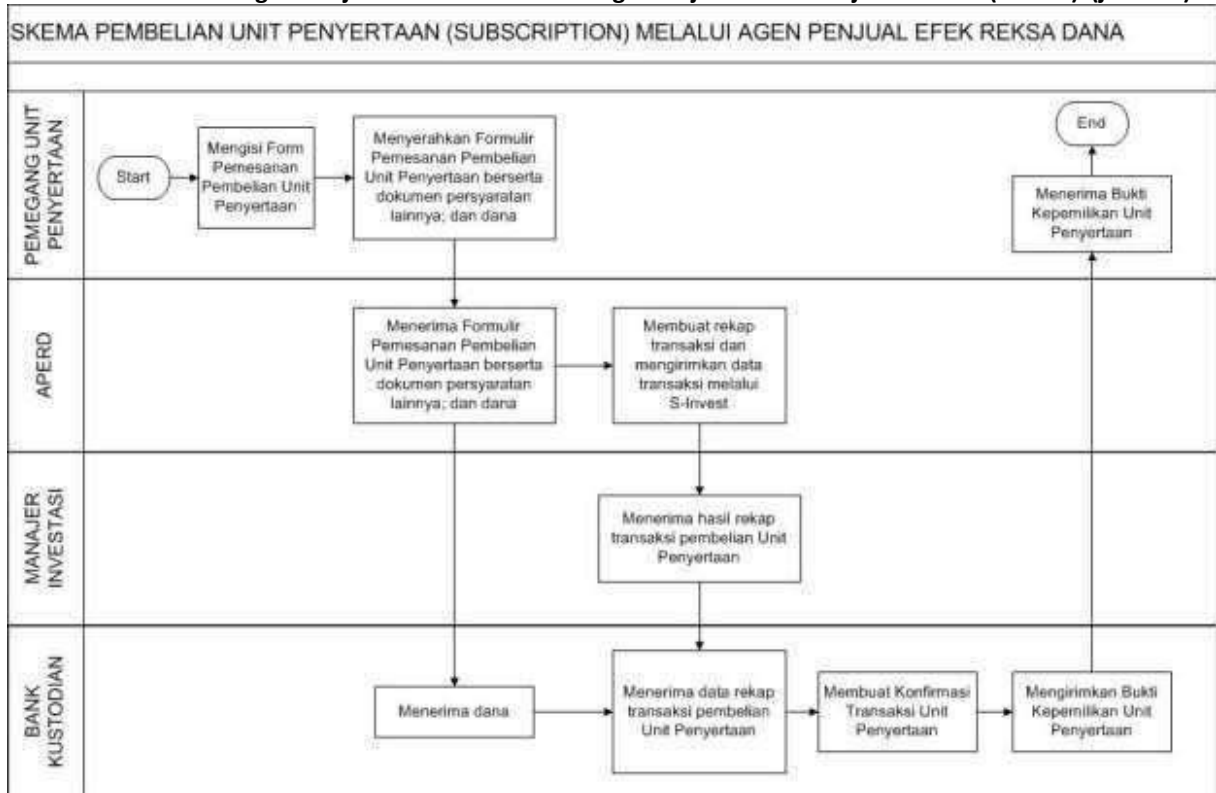 SKEMA PEMBELIAN UNIT PENYERTAAN (SUBSCRIPTION) MELALUI AGEN PENJUAL EFEK REKSA DANA
PEMEGANG UNIT
PENYERTAAN
Start
Mengisi Form
Pemesanan
Pembelian Unit
Penyertaan
Menyerahkan Formulir
Pemesanan Pembelian
Unit Penyertaan berserta
dokumen persyaratan
lainnya; dan dana
End
Menerima Bukti
Kepemilikan Unit
Penyertaan
APERD
Menerima Formulir
Pemesanan Pembelian
Unit Penyertaan berserta
dokumen persyaratan
lainnya; dan dana
Membuat rekap
transaksi dan
mengirimkan data
transaksi melalui
S-Invest
MANAJER
INVESTASI
Menerima hasil rekap
transaksi pembelian Unit
Penyertaan
BANK
KUSTODIAN
Menerima dana
Menerima data rekap
transaksi pembelian
Unit Penyertaan
Membuat Konfirmasi
Transaksi Unit
Penyertaan
Mengirimkan Bukti
Kepemilikan Unit
Penyertaan